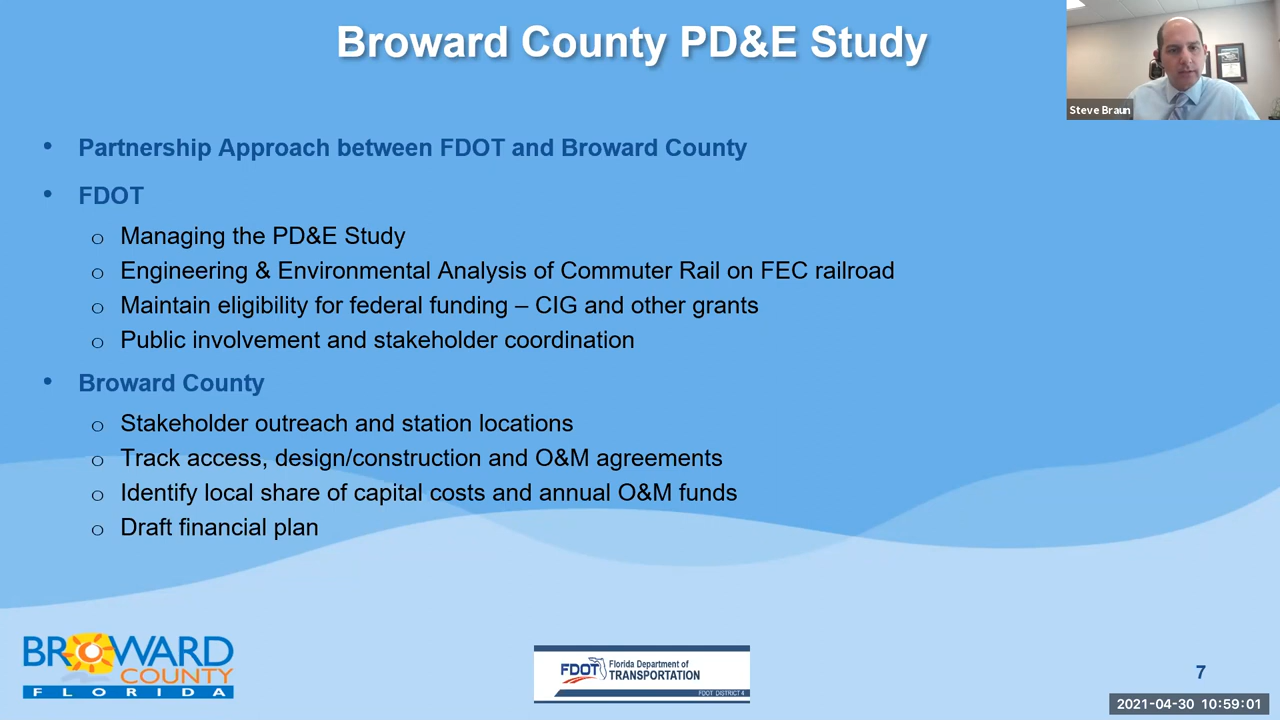 Broward County PD&E Study
Steve Braun
• Partnership Approach between FDOT and Broward County
• FDOT
o Managing the PD&E Study
o Engineering & Environmental Analysis of Commuter Rail on FEC railroad
o Maintain eligibility for federal funding – CIG and other grants
o Public involvement and stakeholder coordination
• Broward County
o Stakeholder outreach and station locations
o Track access, design/construction and O&M agreements
o Identify local share of capital costs and annual O&M funds
o Draft financial plan
BROWARD
COUNTY
FLORIDA
FDOT
Florida Department of
TRANSPORTATION
FDOT DISTRICT 4
7
2021-04-30 10:59:01